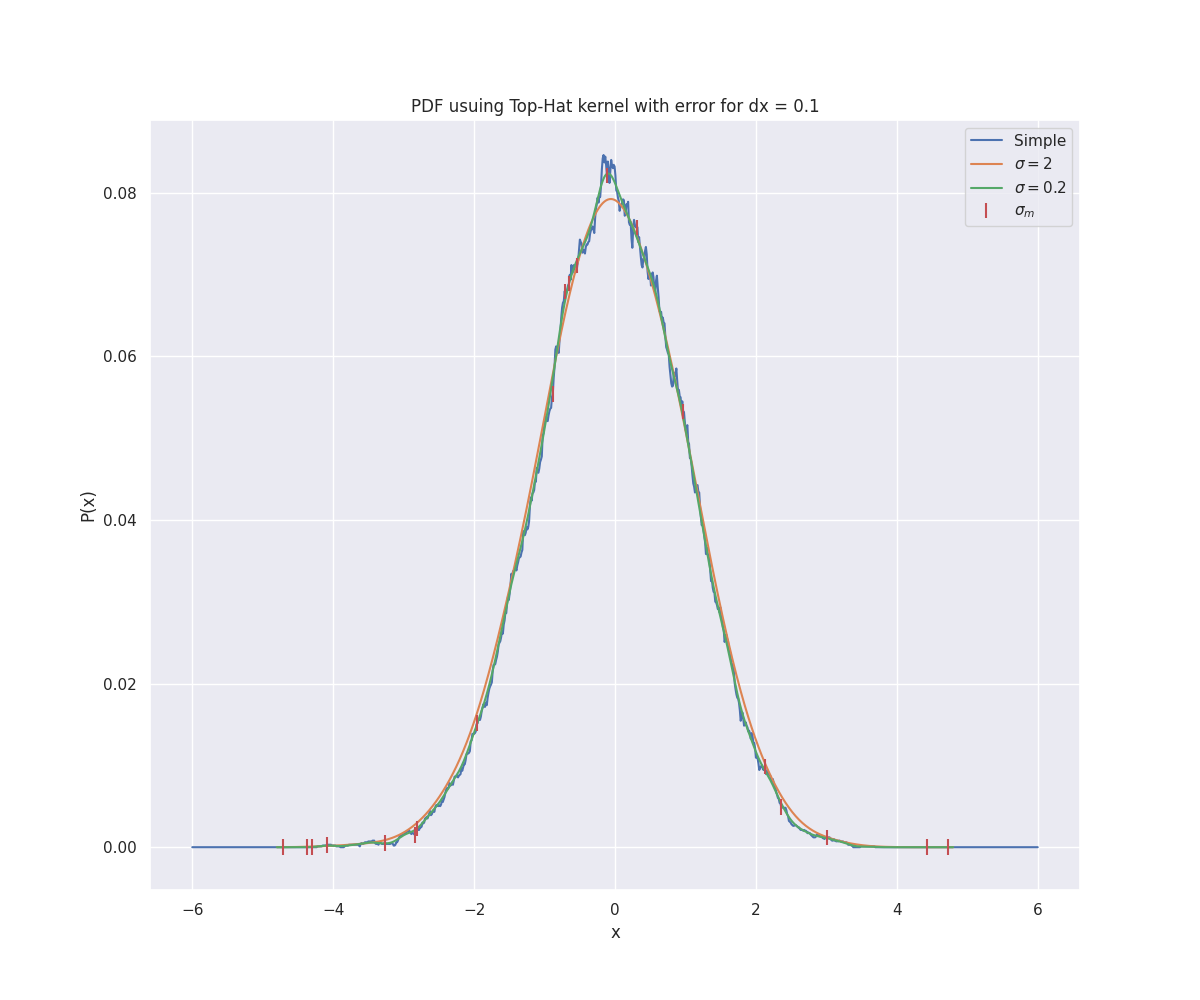 PDF usuing Top-Hat kernel with error for dx = 0.1
Simple
σ = 2
σ = 0.2
σₘ
P(x)
0.08
0.06
0.04
0.02
0.00
−6
−4
−2
0
2
4
6
x